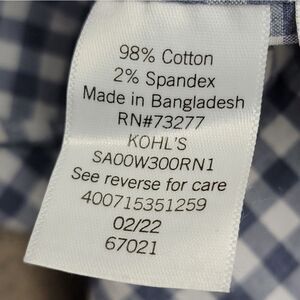 98% Cotton
2% Spandex
Made in Bangladesh
RN#73277
KOHL'S
SA00W300RN1
See reverse for care
400715351259
02/22
67021